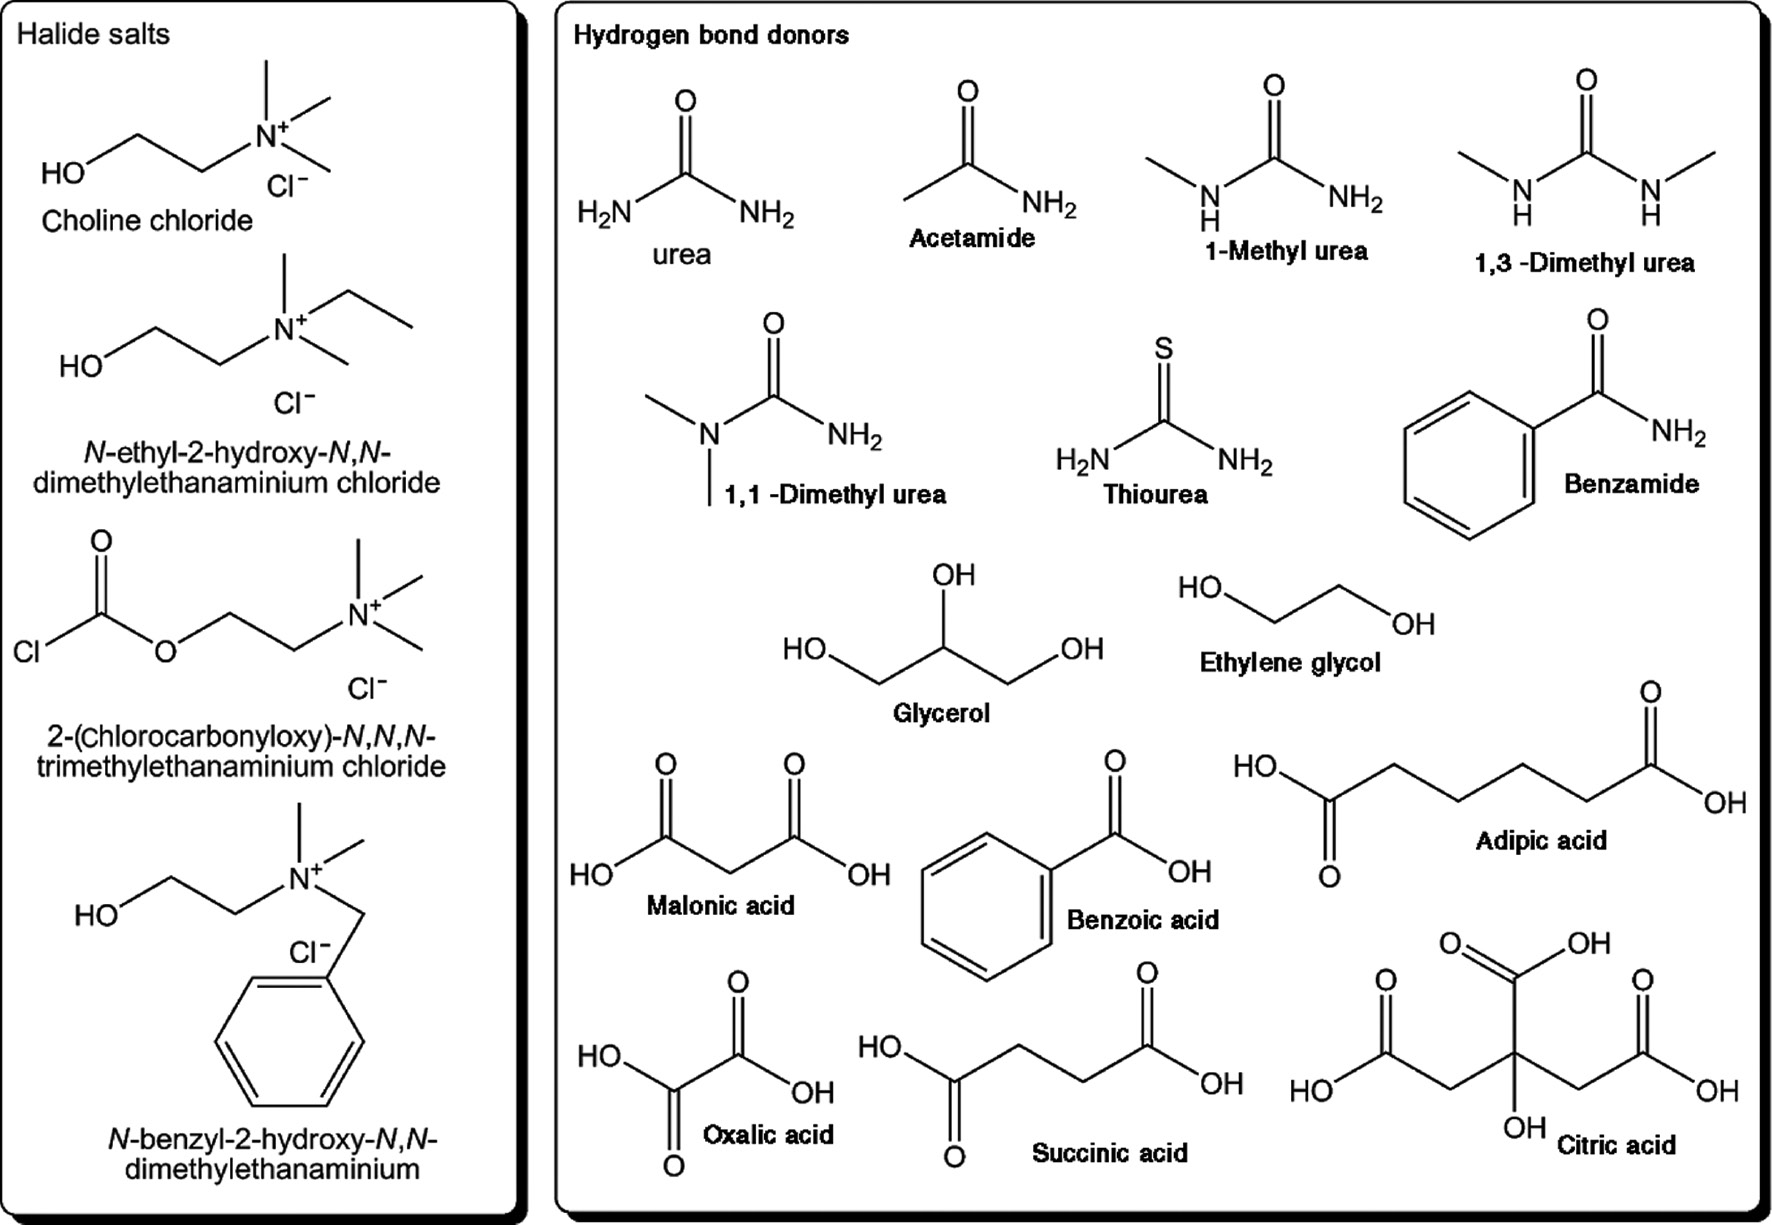 Halide salts
HO
N+
Cl−
Choline chloride
HO
N+
Cl−
N-ethyl-2-hydroxy-N,N-
dimethylethanaminium chloride
O
Cl
O
N+
Cl−
2-(Chlorocarbonyloxy)-N,N,N-
trimethylethanaminium chloride
HO
N+
Cl−
N-benzyl-2-hydroxy-N,N-
dimethylethanaminium
Hydrogen bond donors
O
H2N
NH2
urea
O
NH2
Acetamide
O
N
H
NH2
1-Methyl urea
O
N
H
N
H
1,3 -Dimethyl urea
O
N
NH2
1,1 -Dimethyl urea
S
H2N
NH2
Thiourea
O
NH2
Benzamide
OH
HO
OH
Glycerol
HO
OH
Ethylene glycol
O
O
HO
OH
Malonic acid
O
OH
Benzoic acid
O
HO
OH
O
Adipic acid
O
HO
OH
O
Oxalic acid
O
HO
OH
O
Succinic acid
O
OH
O
O
HO
OH
OH
Citric acid